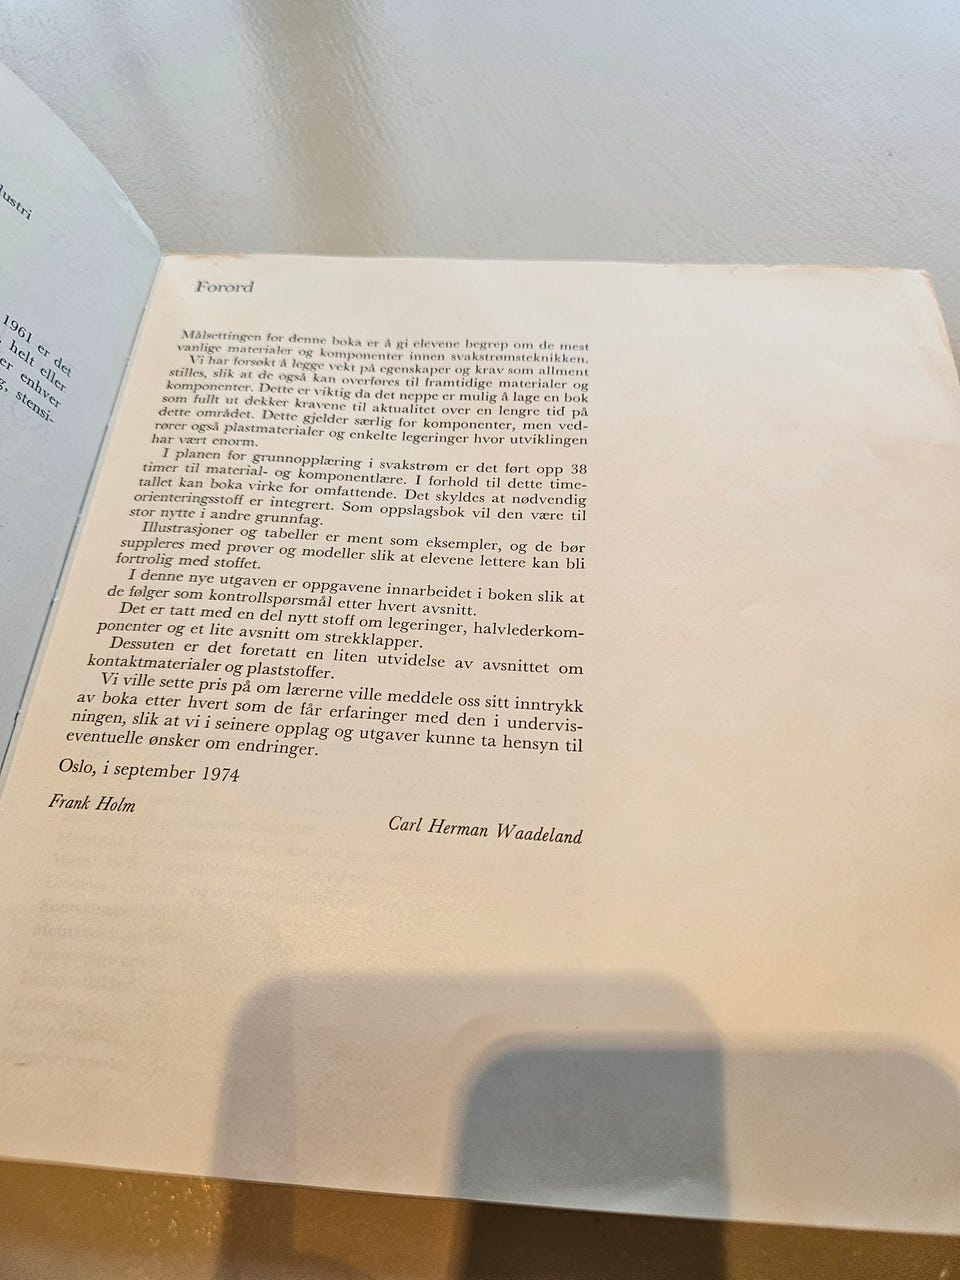 lustri
1961 er det
helt eller
er enhver
g, stensi-
Forord
Målsettingen for denne boka er å gi elevene begrep om de mest
vanlige materialer og komponenter innen svakstrømsteknikken.
Vi har forsøkt å legge vekt på egenskaper og krav som allment
stilles, slik at de også kan overføres til framtidige materialer og
komponenter. Dette er viktig da det neppe er mulig å lage en bok
som fullt ut dekker kravene til aktualitet over en lengre tid på
dette området. Dette gjelder særlig for komponenter, men ved-
rører også plastmaterialer og enkelte legeringer hvor utviklingen
har vært enorm.
I planen for grunnopplæring i svakstrøm er det ført opp 38
timer til material- og komponentlære. I forhold til dette time-
tallet kan boka virke for omfattende. Det skyldes at nødvendig
orienteringsstoff er integrert. Som oppslagsbok vil den være til
stor nytte i andre grunnfag.
Illustrasjoner og tabeller er ment som eksempler, og de bør
suppleres med prøver og modeller slik at elevene lettere kan bli
fortrolig med stoffet.
I denne nye utgaven er oppgavene innarbeidet i boken slik at
de følger som kontrollspørsmål etter hvert avsnitt.
Det er tatt med en del nytt stoff om legeringer, halvlederkom-
ponenter og et lite avsnitt om strekklapper.
Dessuten er det foretatt en liten utvidelse av avsnittet om
kontaktmaterialer og plaststoffer.
Vi ville sette pris på om lærerne ville meddele oss sitt inntrykk
av boka etter hvert som de får erfaringer med den i undervis-
ningen, slik at vi i seinere opplag og utgaver kunne ta hensyn til
eventuelle ønsker om endringer.
Oslo, i september 1974
Frank Holm
Carl Herman Waadeland